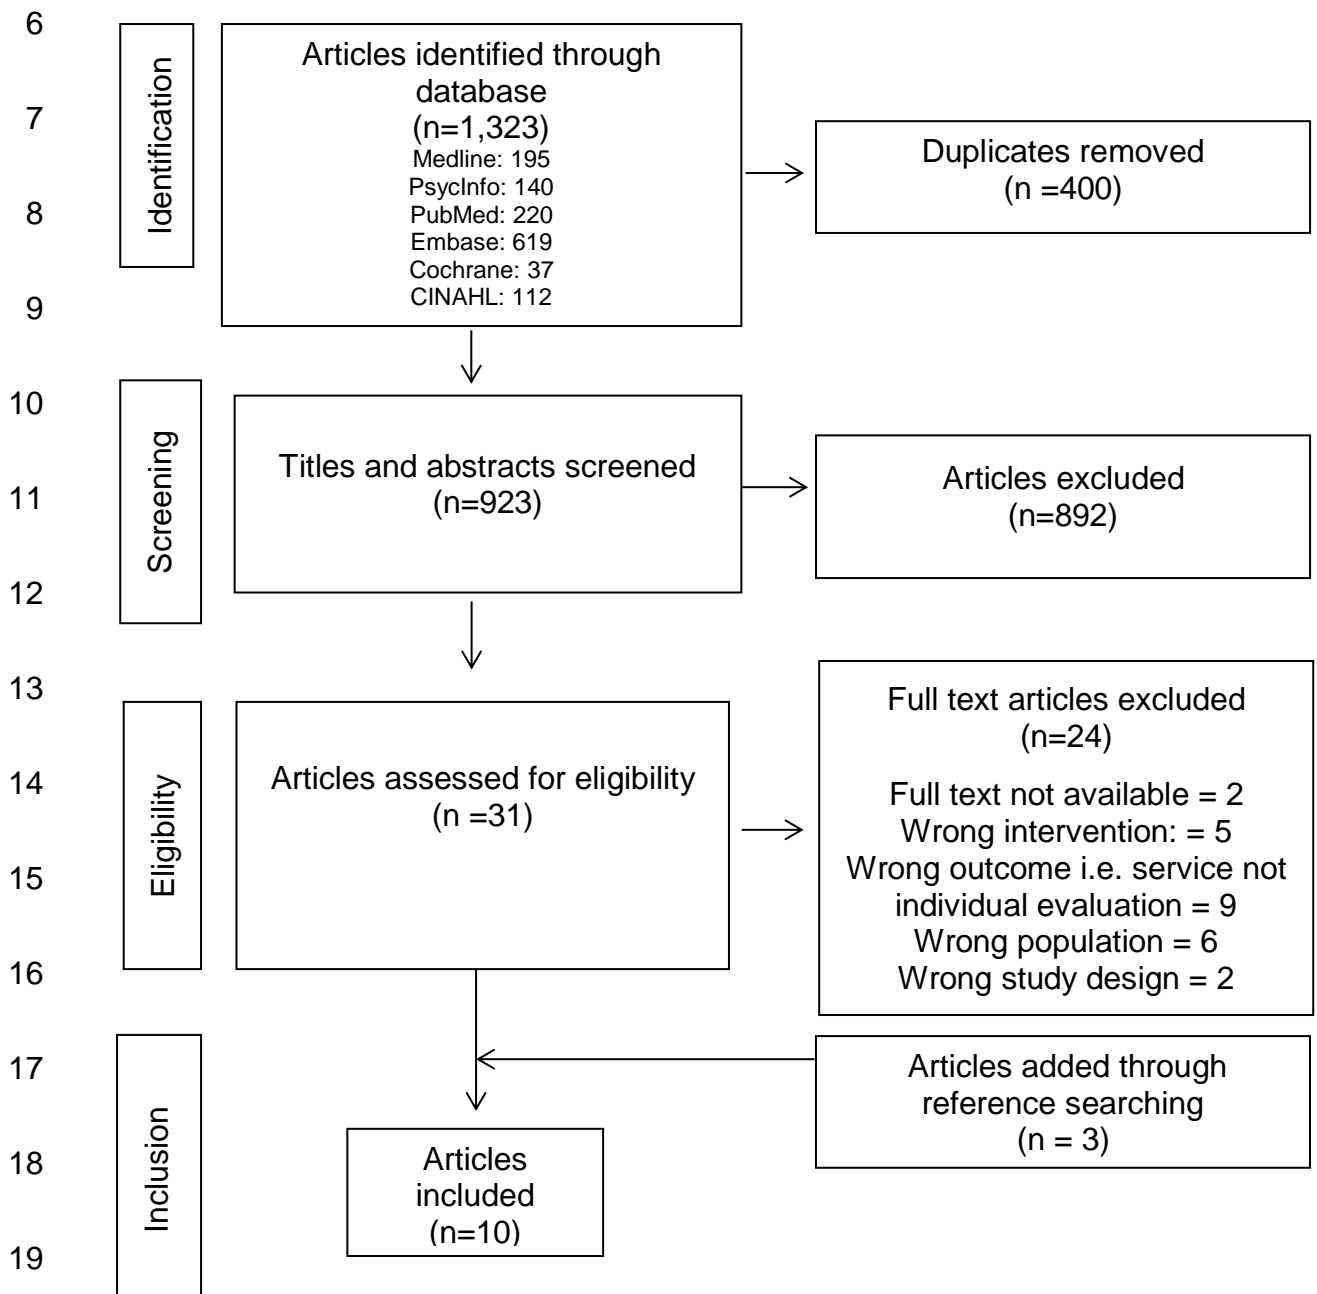 6
7
8
9
10
11
12
13
14
15
16
17
18
19
Identification
Articles identified through
database
(n=1,323)
Medline: 195
PsycInfo: 140
PubMed: 220
Embase: 619
Cochrane: 37
CINAHL: 112
Duplicates removed
(n =400)
Screening
Titles and abstracts screened
(n=923)
Articles excluded
(n=892)
Eligibility
Articles assessed for eligibility
(n =31)
Full text articles excluded
(n=24)
Full text not available = 2
Wrong intervention: = 5
Wrong outcome i.e. service not
individual evaluation = 9
Wrong population = 6
Wrong study design = 2
Inclusion
Articles added through
reference searching
(n = 3)
Articles
included
(n=10)